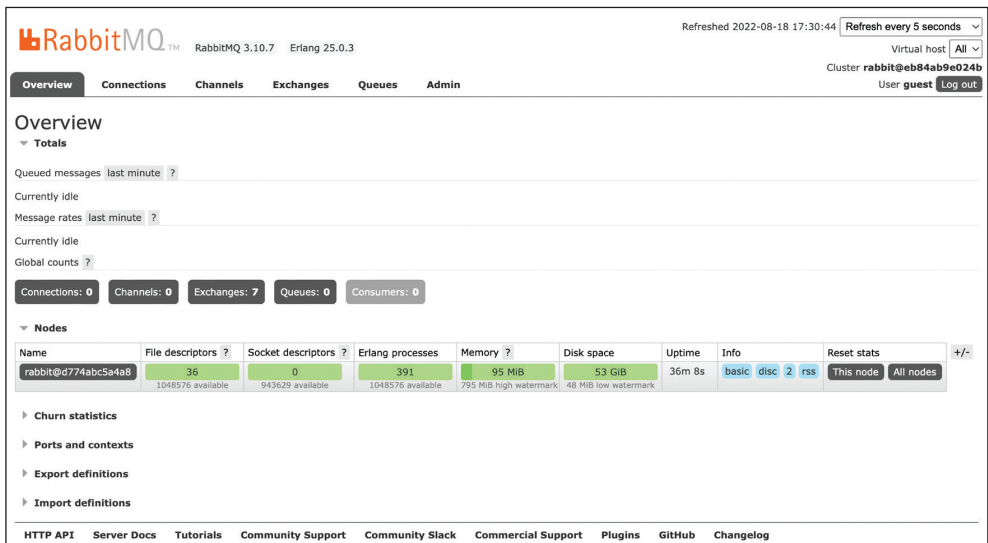 Refreshed 2022-08-18 17:30:44 Refresh every 5 seconds
RabbitMQ TM RabbitMQ 3.10.7 Erlang 25.0.3
Virtual host All
Cluster rabbit@eb84ab9e024b
User guest Log out
Overview Connections Channels Exchanges Queues Admin
Overview
Totals
Queued messages last minute ?
Currently idle
Message rates last minute ?
Currently idle
Global counts ?
Connections: 0 Channels: 0 Exchanges: 7 Queues: 0 Consumers: 0
Nodes
Name File descriptors ? Socket descriptors ? Erlang processes Memory ? Disk space Uptime Info Reset stats +/-
rabbit@d774abc5a4a8 36 0 391 95 MiB 53 GiB 36m 8s basic disc 2 rss This node All nodes
1048576 available 943629 available 1048576 available 795 MiB high watermark 48 MiB low watermark
Churn statistics
Ports and contexts
Export definitions
Import definitions
HTTP API Server Docs Tutorials Community Support Community Slack Commercial Support Plugins GitHub Changelog